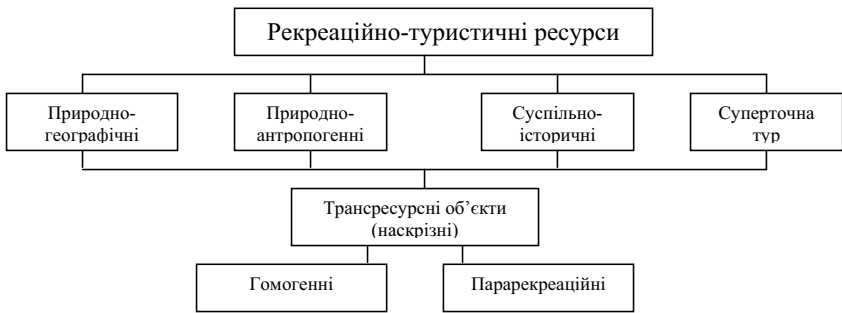 Рекреаційно-туристичні ресурси
Природно-
географічні
Природно-
антропогенні
Суспільно-
історичні
Суперточна
тур
Трансресурсні об’єкти
(наскрізні)
Гомогенні
Парарекреаційні